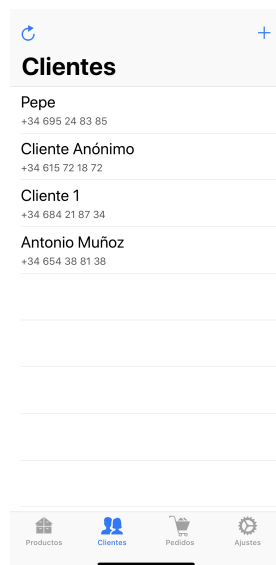 Clientes
Pepe
+34 695 24 83 85
Cliente Anónimo
+34 615 72 18 72
Cliente 1
+34 684 21 87 34
Antonio Muñoz
+34 654 38 81 38
Productos
Clientes
Pedidos
Ajustes